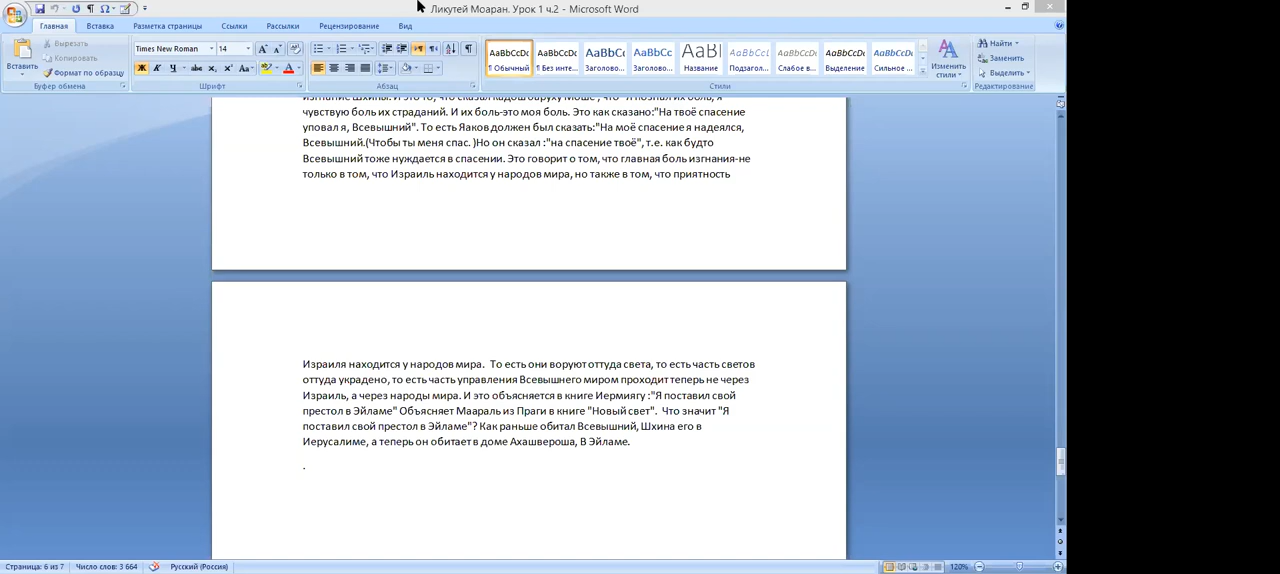 Ликутей Моаран. Урок 1 ч.2 - Microsoft Word
Главная Вставка Разметка страницы Ссылки Рассылки Рецензирование Вид
Вставить
Вырезать
Копировать
Формат по образцу
Буфер обмена
Times New Roman 14
Ж К Ч abc x₂ x² Aa
Шрифт
Абзац
AaBbCcDc AaBbCcDc AaBbCc AaBbCc AaBl AaBbCcL AaBbCcDc AaBbCcDc AaBbCcDc
¶ Обычный ¶ Без инте... Заголово... Заголово... Название Подзагол... Слабое в... Выделение Сильное ...
Изменить стили
Стили
Найти
Заменить
Выделить
Редактирование
изгнание Шхины. И это то, что сказал кадош барух у Моше , что "Я познал их боль, я
чувствую боль их страданий. И их боль-это моя боль. Это как сказано:"На твоё спасение
уповал я, Всевышний". То есть Яаков должен был сказать:"На моё спасение я надеялся,
Всевышний.(Чтобы ты меня спас. )Но он сказал :"на спасение твоё", т.е. как будто
Всевышний тоже нуждается в спасении. Это говорит о том, что главная боль изгнания-не
только в том, что Израиль находится у народов мира, но также в том, что приятность
Израиля находится у народов мира. То есть они воруют оттуда света, то есть часть светов
оттуда украдено, то есть часть управления Всевышнего миром проходит теперь не через
Израиль, а через народы мира. И это объясняется в книге Иермиягу :"Я поставил свой
престол в Эйламе" Объясняет Маараль из Праги в книге "Новый свет". Что значит "Я
поставил свой престол в Эйламе"? Как раньше обитал Всевышний, Шхина его в
Иерусалиме, а теперь он обитает в доме Ахашвероша, В Эйламе.
.
Страница: 6 из 7 Число слов: 3 664 Русский (Россия) 120%